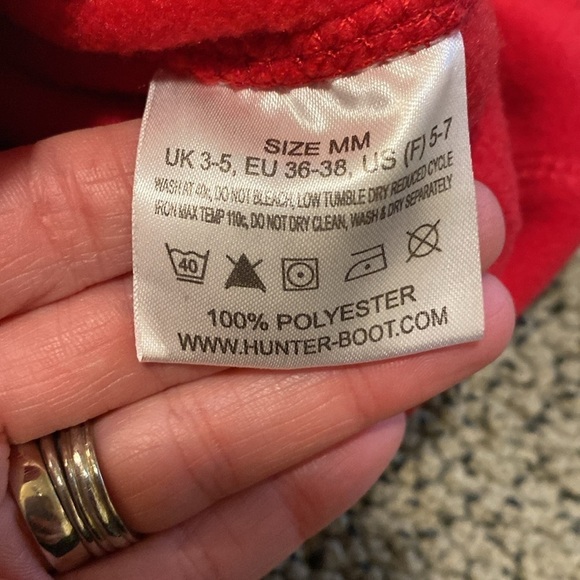 SIZE MM
UK 3-5, EU 36-38, US (F) 5-7
WASH AT 40c, DO NOT BLEACH, LOW TUMBLE DRY REDUCED CYCLE
IRON MAX TEMP 110c, DO NOT DRY CLEAN, WASH & DRY SEPARATELY
40
100% POLYESTER
WWW.HUNTER-BOOT.COM